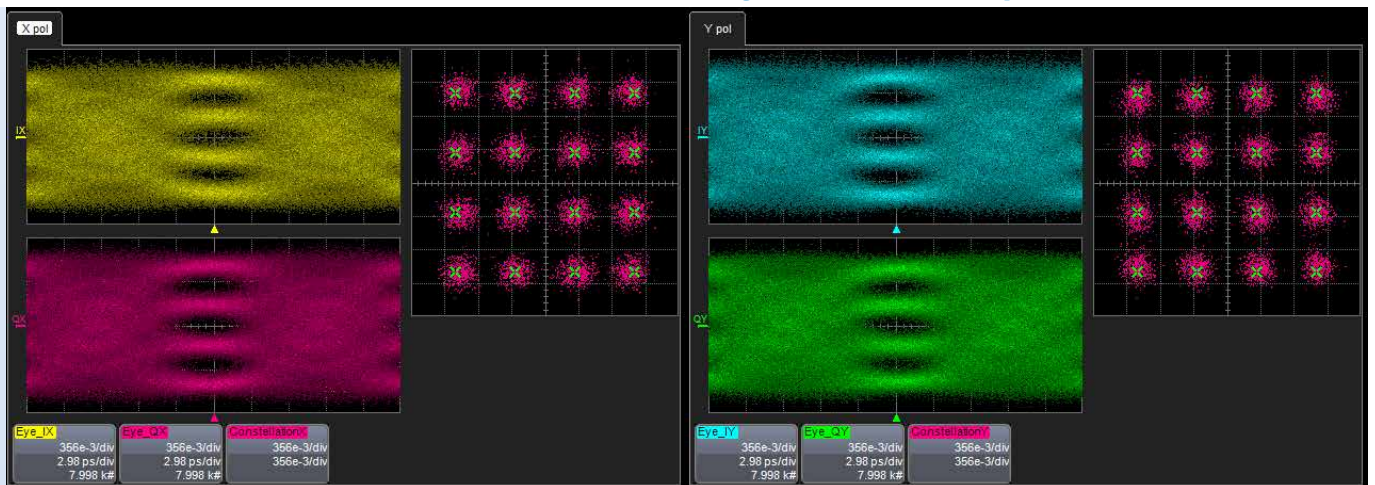 X pol
IX
QX
Eye_IX Eye_QX ConstellationX
356e-3/div 356e-3/div 356e-3/div
2.98 ps/div 2.98 ps/div 356e-3/div
7.998 k# 7.998 k#
Y pol
IY
QY
Eye_IY Eye_QY ConstellationY
356e-3/div 356e-3/div 356e-3/div
2.98 ps/div 2.98 ps/div 356e-3/div
7.998 k# 7.998 k#